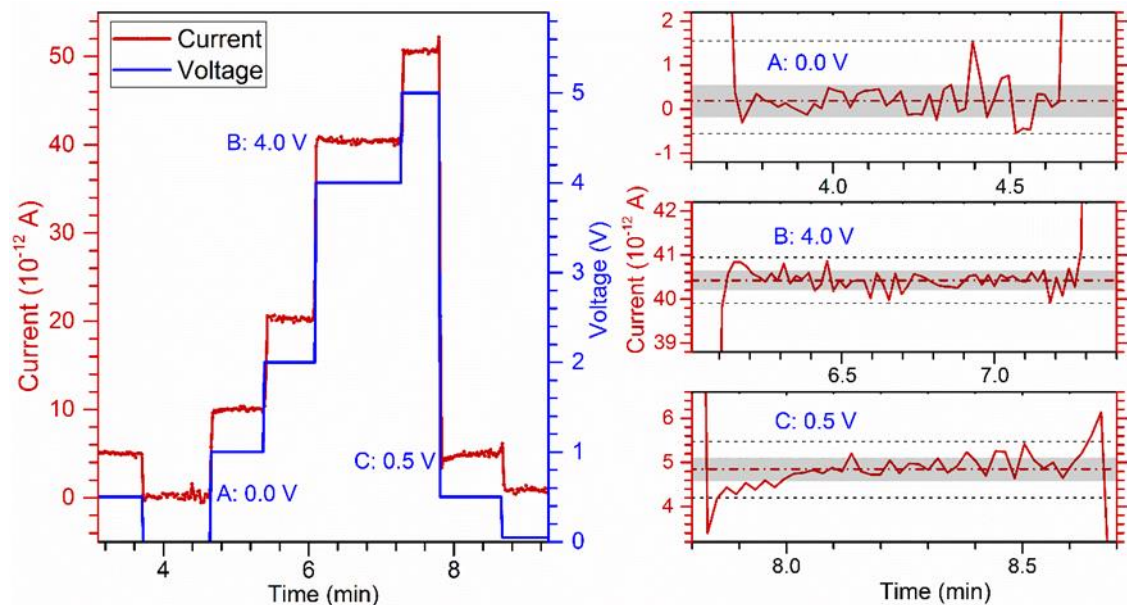 Current
Voltage
50
40
30
20
10
0
Current (10⁻¹² A)
5
4
3
2
1
0
Voltage (V)
B: 4.0 V
C: 0.5 V
A: 0.0 V
4
6
8
Time (min)
A: 0.0 V
2
1
0
-1
4.0
4.5
B: 4.0 V
42
41
40
39
6.5
7.0
Current (10⁻¹² A)
C: 0.5 V
6
5
4
8.0
8.5
Time (min)